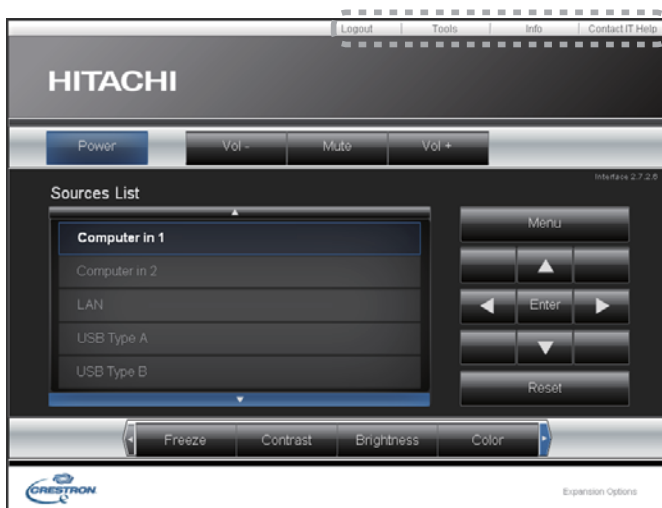 Logout Tools Info Contact IT Help
HITACHI
Power Vol - Mute Vol +
Interface 2.7.2.6
Sources List
Computer in 1
Computer in 2
LAN
USB Type A
USB Type B
Menu
Enter
Reset
Freeze Contrast Brightness Color
CRESTRON
Expansion Options